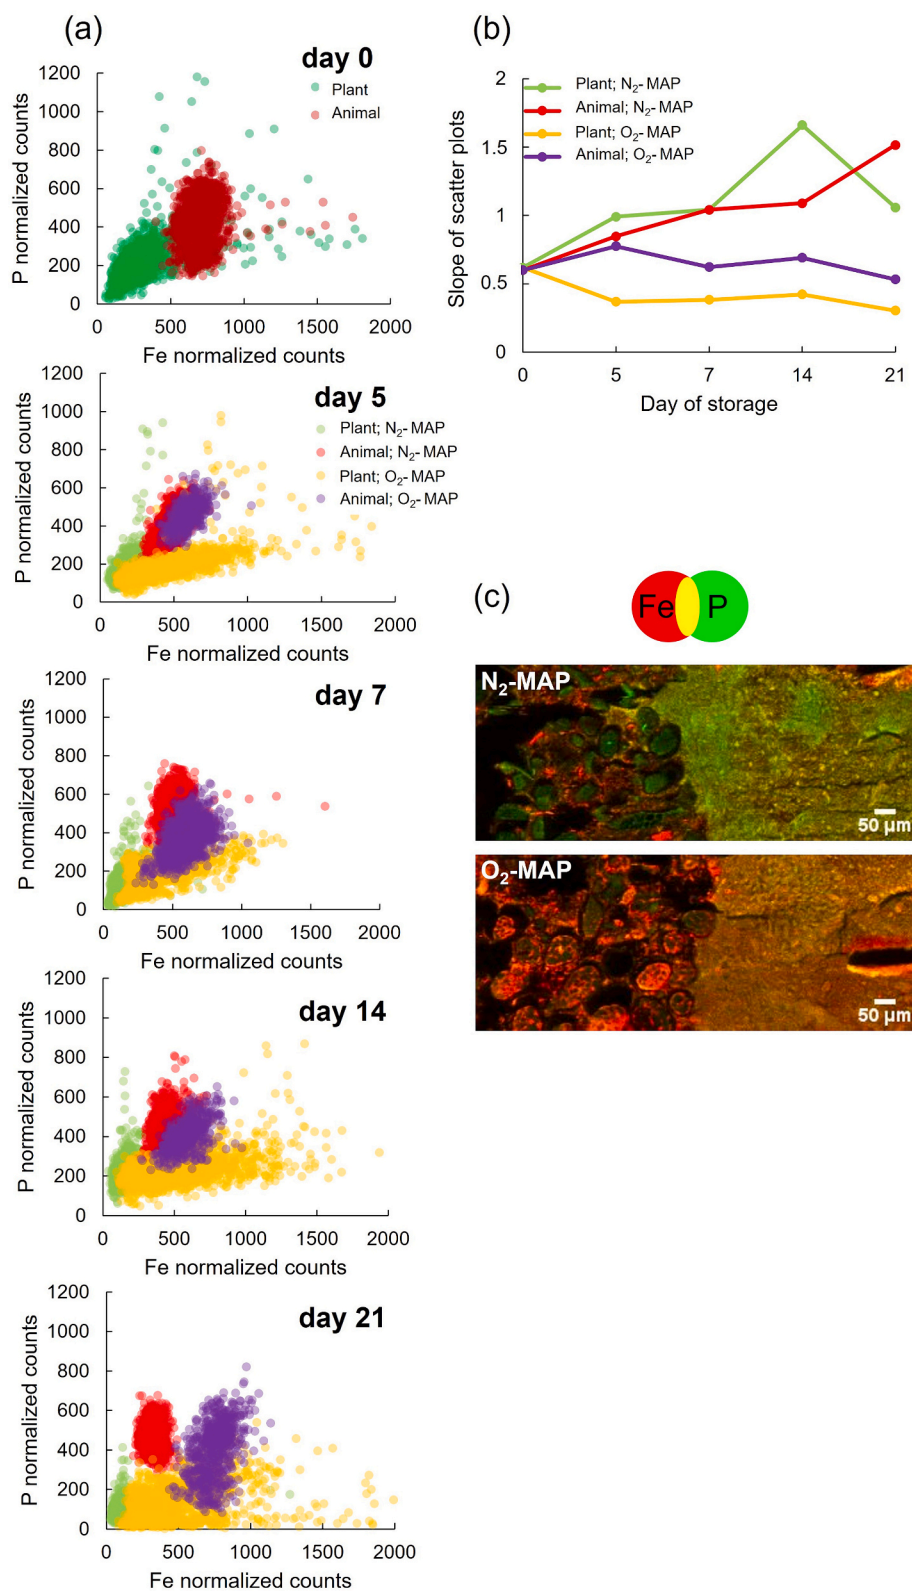 (a)
day 0
Plant
Animal
P normalized counts
1200
1000
800
600
400
200
0
0 500 1000 1500 2000
Fe normalized counts
day 5
Plant; N₂-MAP
Animal; N₂-MAP
Plant; O₂-MAP
Animal; O₂-MAP
P normalized counts
1200
1000
800
600
400
200
0
0 500 1000 1500 2000
Fe normalized counts
day 7
P normalized counts
1200
1000
800
600
400
200
0
0 500 1000 1500 2000
Fe normalized counts
day 14
P normalized counts
1200
1000
800
600
400
200
0
0 500 1000 1500 2000
Fe normalized counts
day 21
P normalized counts
1200
1000
800
600
400
200
0
0 500 1000 1500 2000
Fe normalized counts
(b)
Plant; N₂-MAP
Animal; N₂-MAP
Plant; O₂-MAP
Animal; O₂-MAP
Slope of scatter plots
2
1.5
1
0.5
0
0 5 7 14 21
Day of storage
(c)
Fe P
N₂-MAP
50 µm
O₂-MAP
50 µm